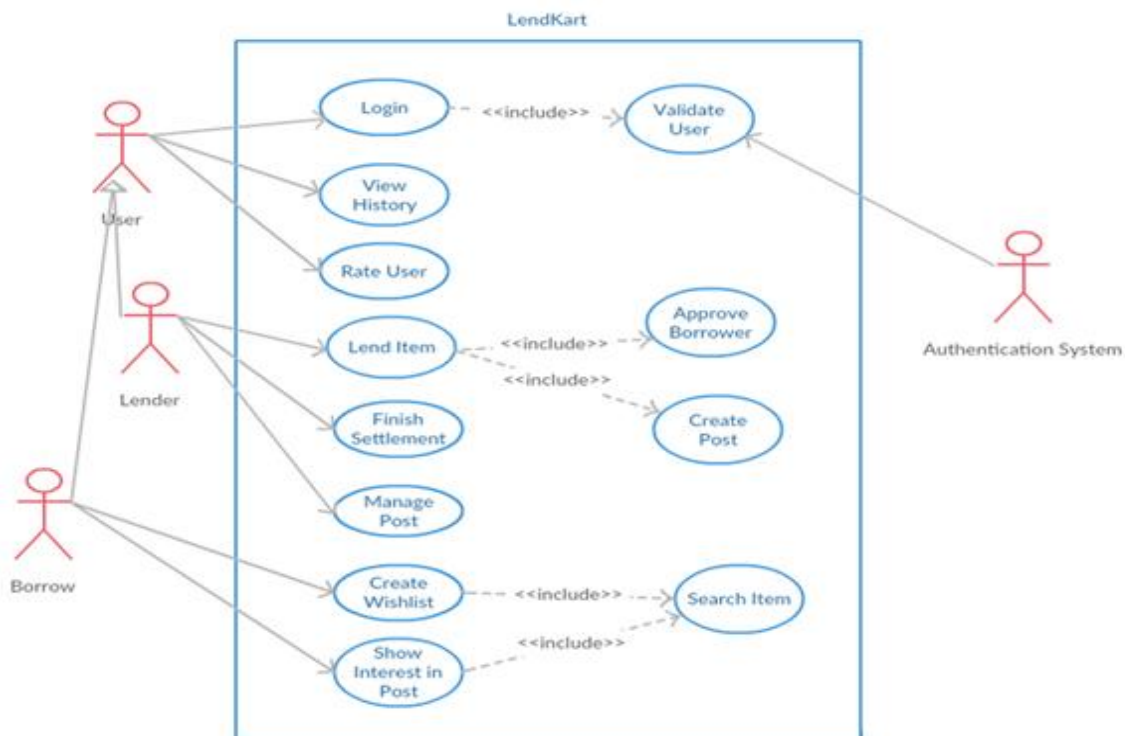 LendKart
Login
<<include>>
Validate
User
View
History
User
Rate User
Approve
Borrower
Lend Item
<<include>>
Authentication System
Lender
<<include>>
Finish
Settlement
Create
Post
Manage
Post
Borrow
Create
Wishlist
<<include>>
Search Item
<<include>>
Show
Interest in
Post